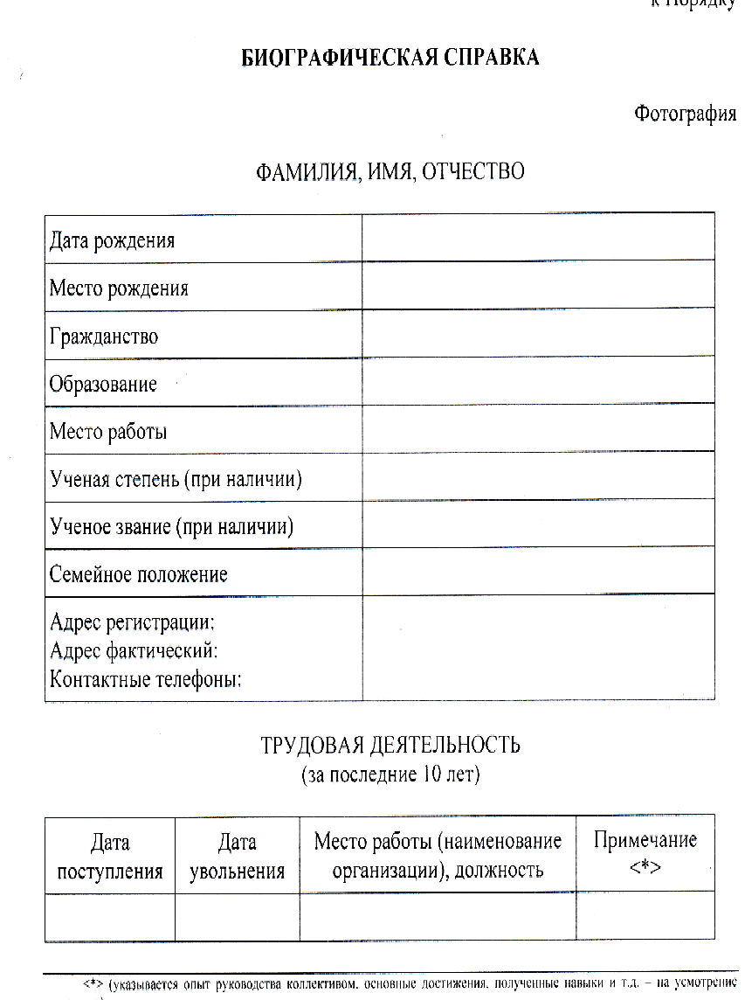 к Порядку
БИОГРАФИЧЕСКАЯ СПРАВКА
Фотография
ФАМИЛИЯ, ИМЯ, ОТЧЕСТВО
Дата рождения
Место рождения
Гражданство
Образование
Место работы
Ученая степень (при наличии)
Ученое звание (при наличии)
Семейное положение
Адрес регистрации:
Адрес фактический:
Контактные телефоны:
ТРУДОВАЯ ДЕЯТЕЛЬНОСТЬ
(за последние 10 лет)
Дата поступления
Дата увольнения
Место работы (наименование организации), должность
Примечание <*>
<*> (указывается опыт руководства коллективом, основные достижения, полученные навыки и т.д. – на усмотрение